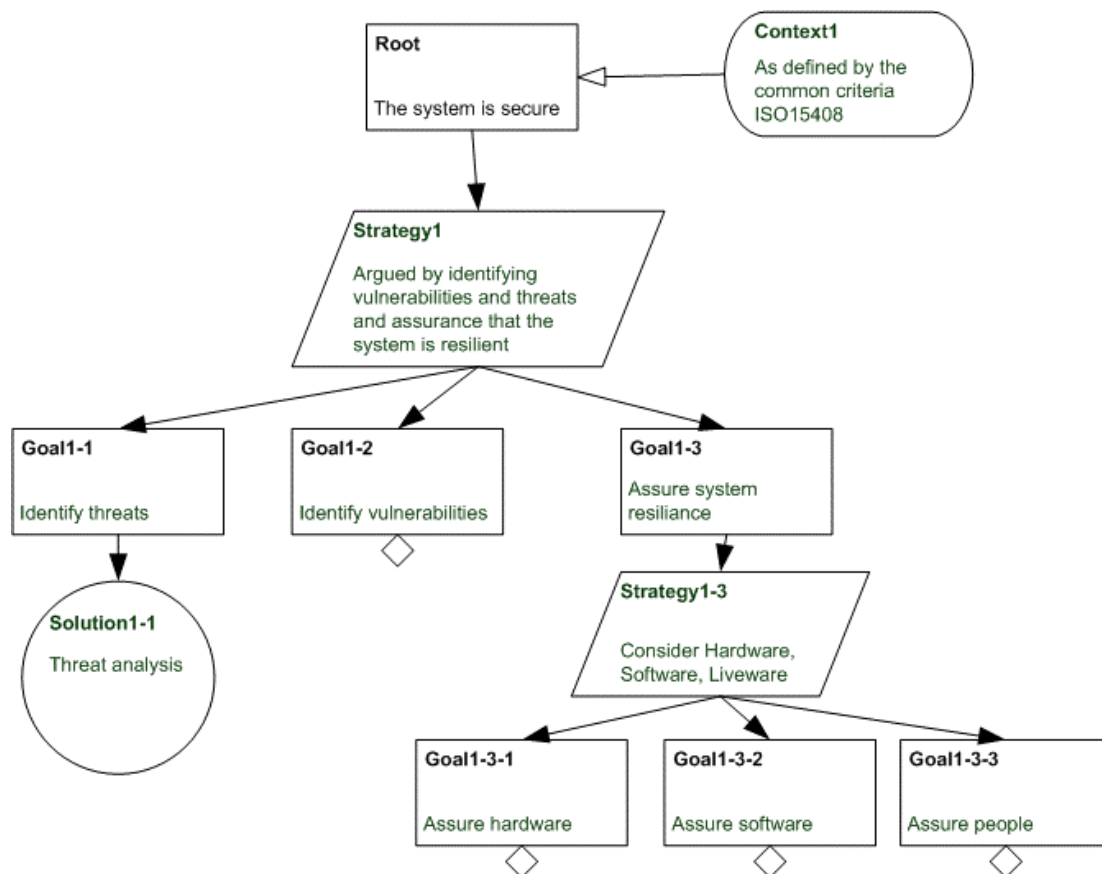 Root
The system is secure
Context1
As defined by the
common criteria
ISO15408
Strategy1
Argued by identifying
vulnerabilities and threats
and assurance that the
system is resilient
Goal1-1
Identify threats
Goal1-2
Identify vulnerabilities
Goal1-3
Assure system
resiliance
Solution1-1
Threat analysis
Strategy1-3
Consider Hardware,
Software, Liveware
Goal1-3-1
Assure hardware
Goal1-3-2
Assure software
Goal1-3-3
Assure people